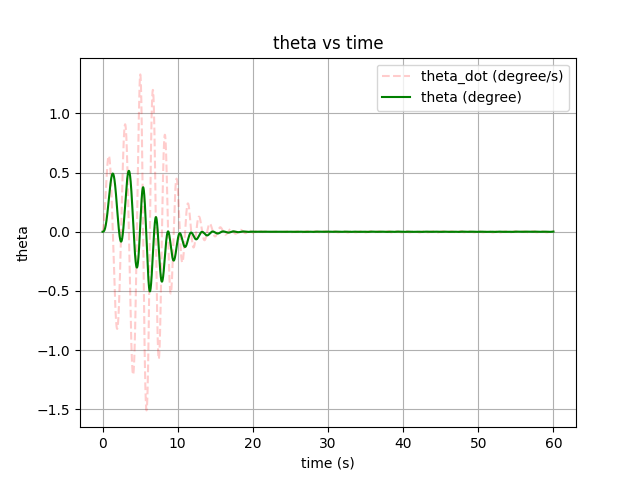 theta vs time
theta_dot (degree/s)
theta (degree)
1.0
0.5
0.0
−0.5
−1.0
−1.5
theta
0
10
20
30
40
50
60
time (s)